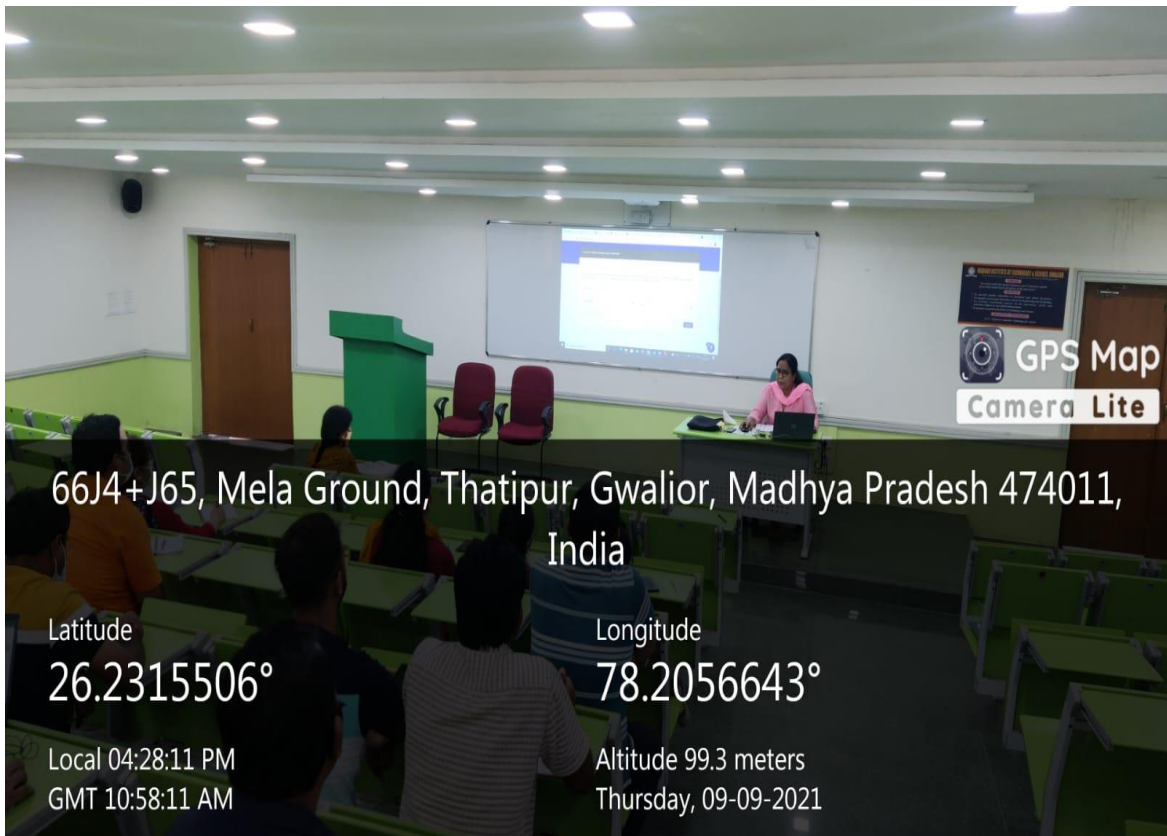 GPS Map
Camera Lite
66J4+J65, Mela Ground, Thatipur, Gwalior, Madhya Pradesh 474011,
India
Latitude
26.2315506°
Longitude
78.2056643°
Local 04:28:11 PM
GMT 10:58:11 AM
Altitude 99.3 meters
Thursday, 09-09-2021